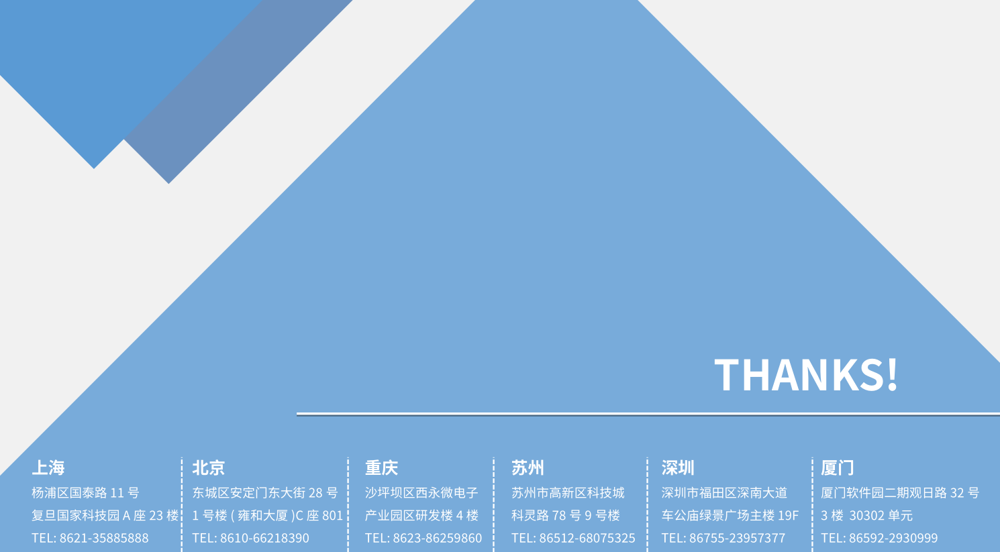 THANKS!
上海
杨浦区国泰路 11 号
复旦国家科技园 A 座 23 楼
TEL: 8621-35885888
北京
东城区安定门东大街 28 号
1 号楼 ( 雍和大厦 )C 座 801
TEL: 8610-66218390
重庆
沙坪坝区西永微电子
产业园区研发楼 4 楼
TEL: 8623-86259860
苏州
苏州市高新区科技城
科灵路 78 号 9 号楼
TEL: 86512-68075325
深圳
深圳市福田区深南大道
车公庙绿景广场主楼 19F
TEL: 86755-23957377
厦门
厦门软件园二期观日路 32 号
3 楼  30302 单元
TEL: 86592-2930999